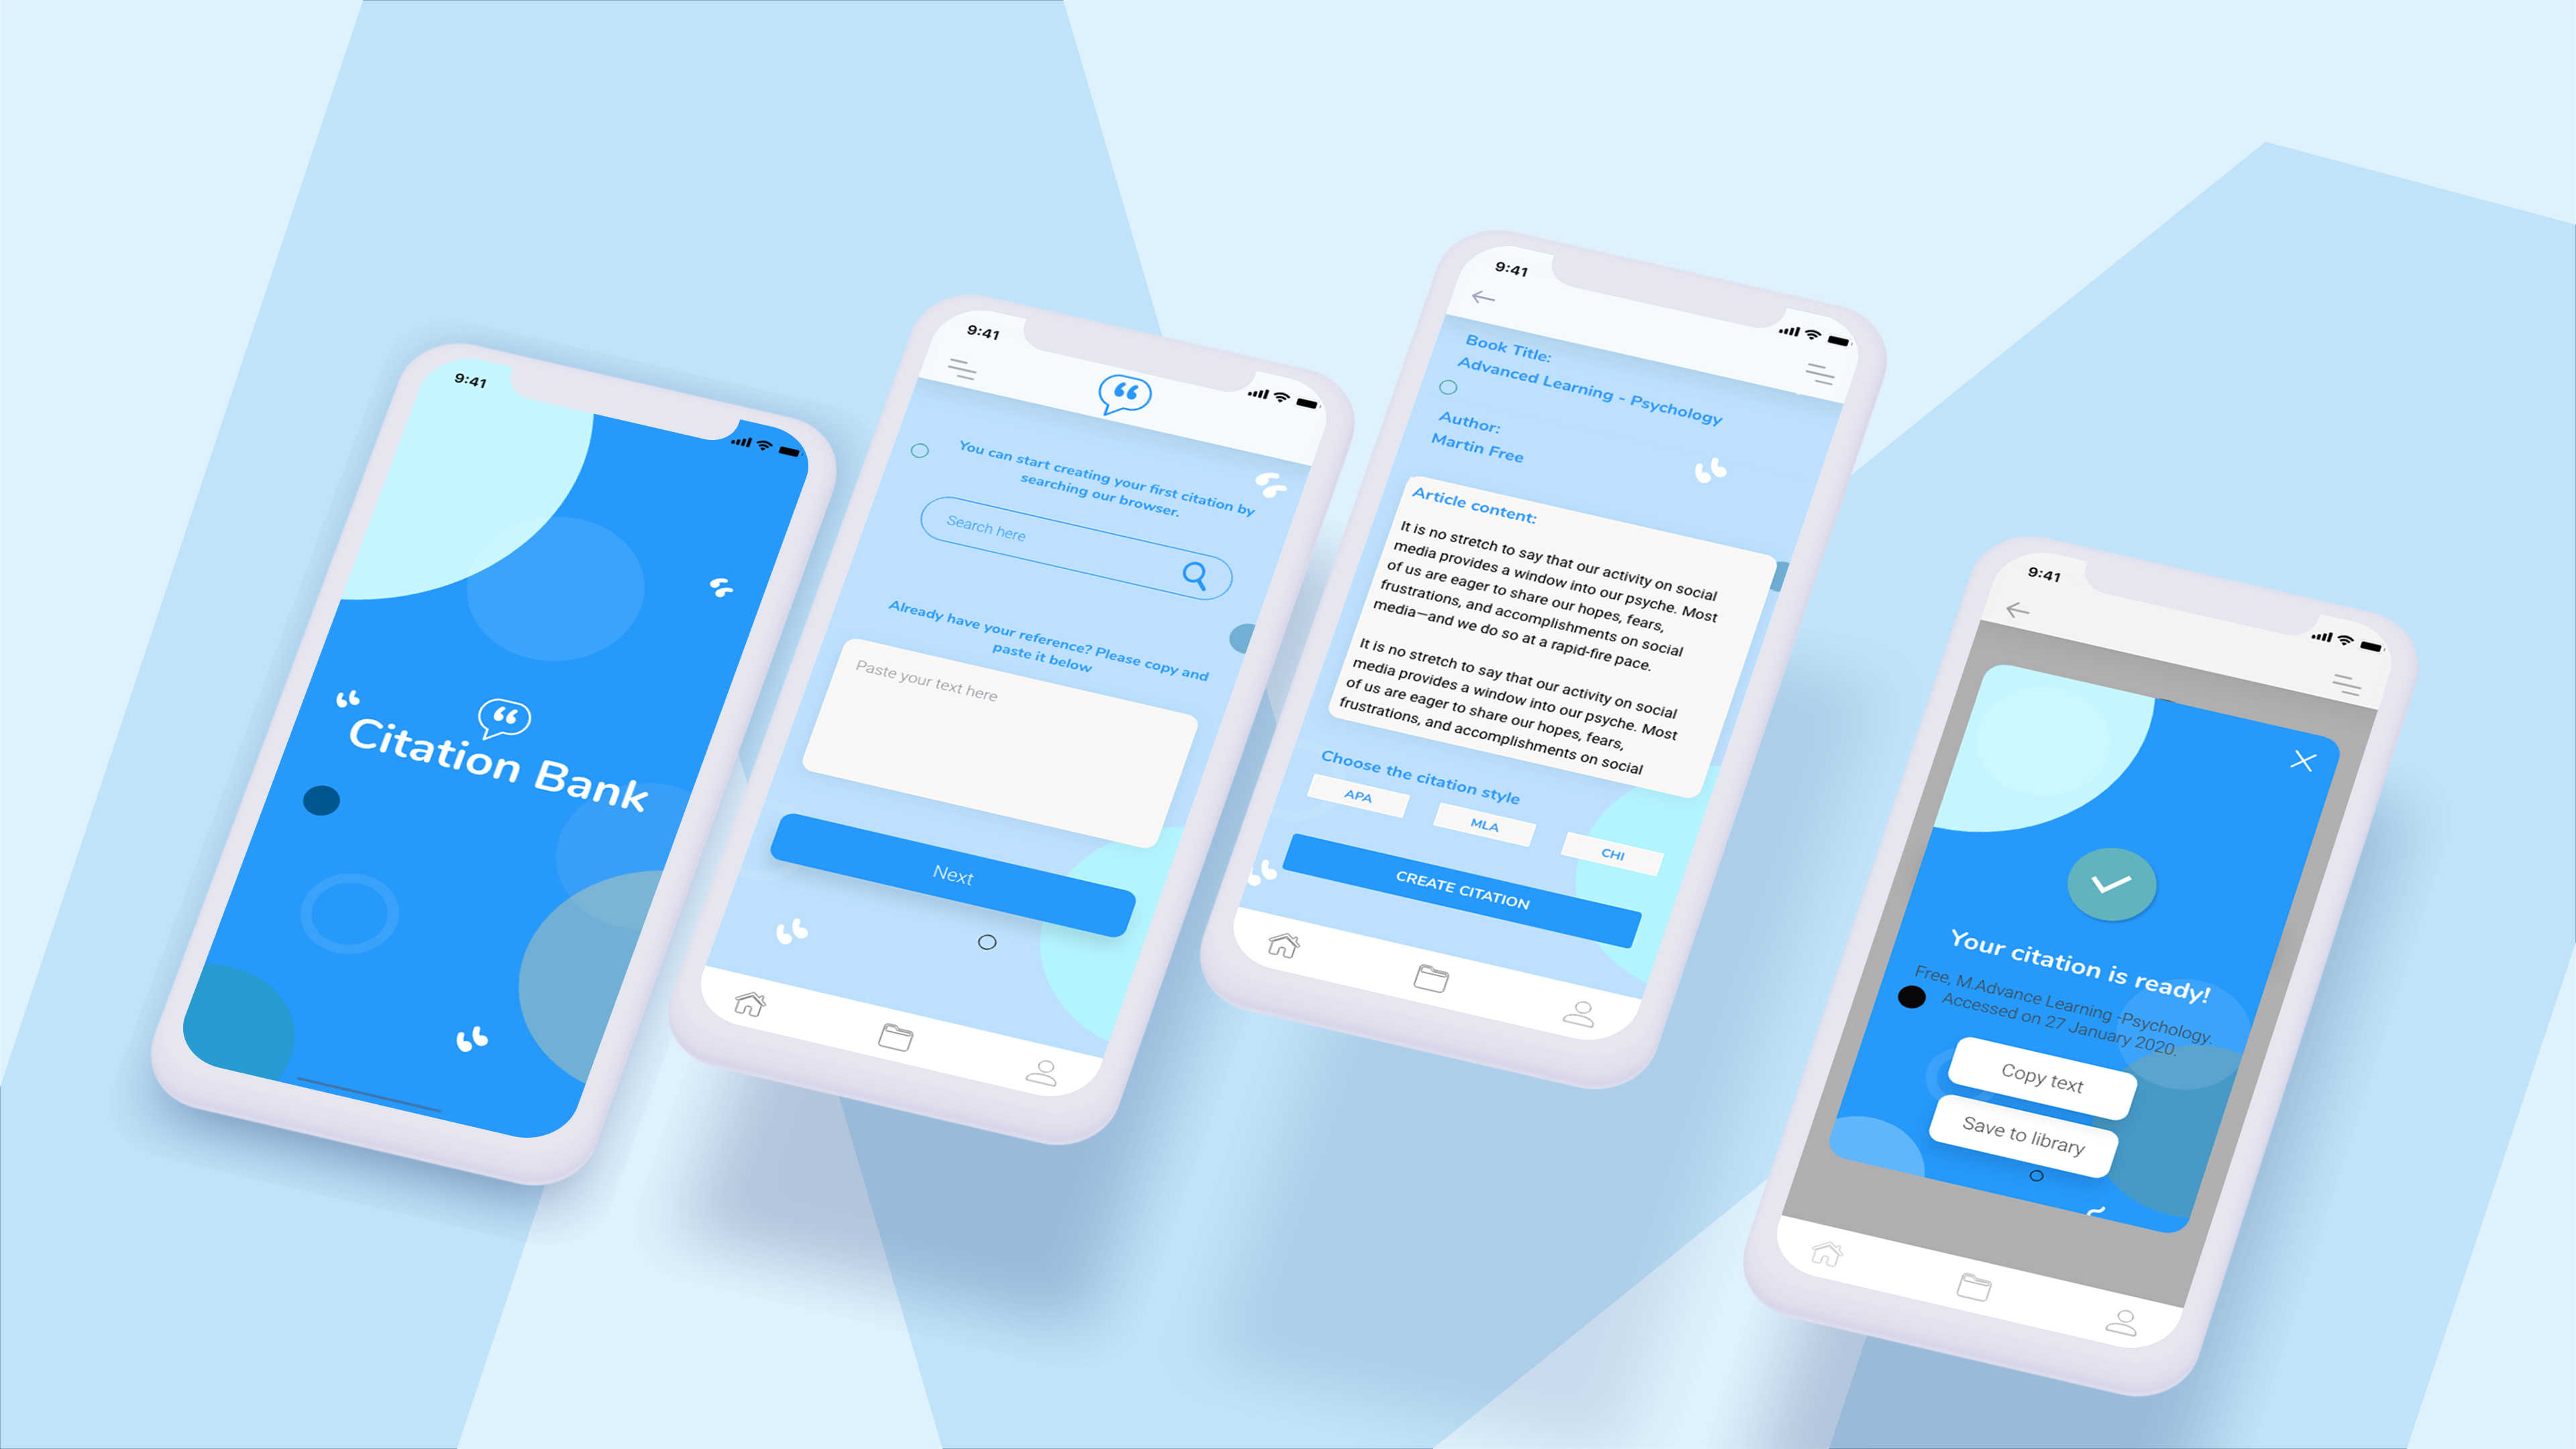 9:41
Citation Bank
9:41
You can start creating your first citation by
searching our browser.
Search here
Already have your reference? Please copy and
paste it below
Paste your text here
Next
9:41
Book Title:
Advanced Learning - Psychology
Author:
Martin Free
Article content:
It is no stretch to say that our activity on social
media provides a window into our psyche. Most
of us are eager to share our hopes, fears,
frustrations, and accomplishments on social
media—and we do so at a rapid-fire pace.
It is no stretch to say that our activity on social
media provides a window into our psyche. Most
of us are eager to share our hopes, fears,
frustrations, and accomplishments on social
Choose the citation style
APA
MLA
CHI
CREATE CITATION
9:41
Your citation is ready!
Free, M.Advance Learning -Psychology.
Accessed on 27 January 2020.
Copy text
Save to library